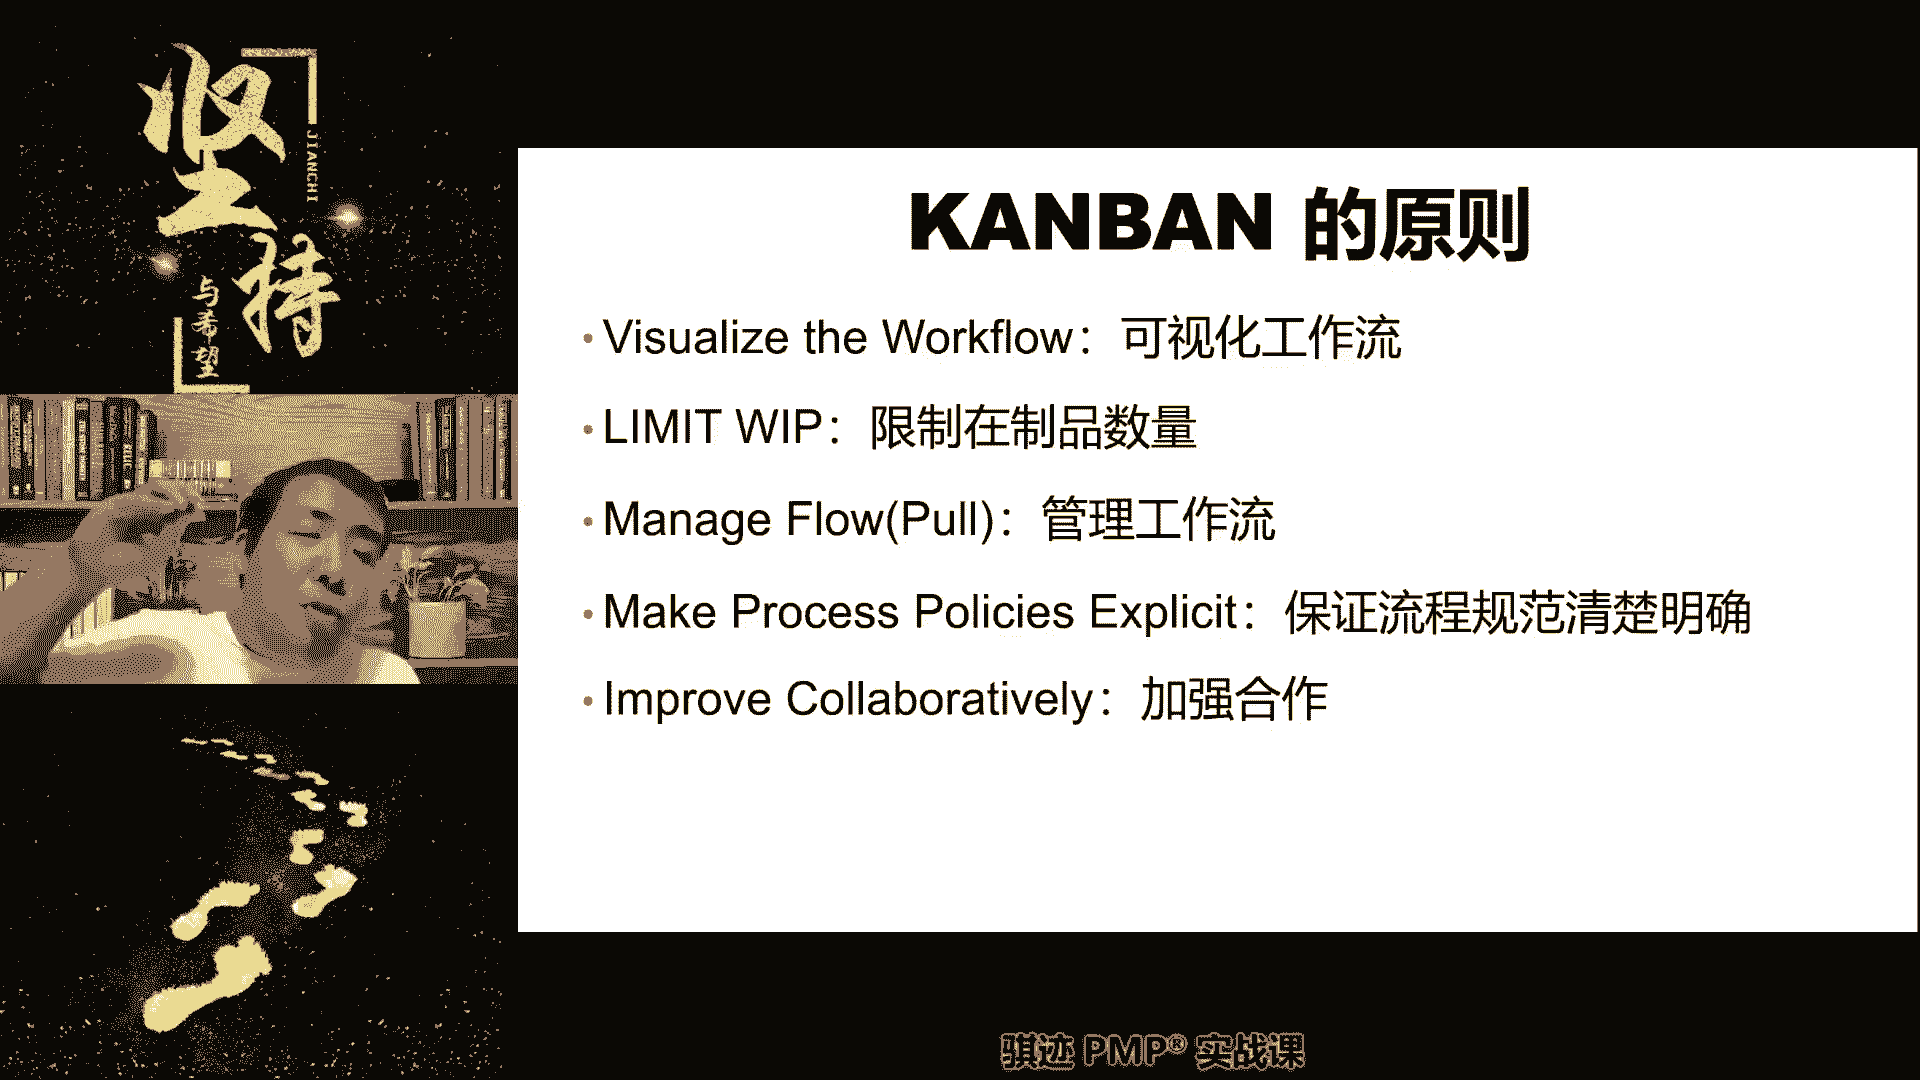 坚持
JIANCHI
与希望
KANBAN 的原则
• Visualize the Workflow：可视化工作流
• LIMIT WIP：限制在制品数量
• Manage Flow(Pull)：管理工作流
• Make Process Policies Explicit：保证流程规范清楚明确
• Improve Collaboratively：加强合作
骐迹 PMP® 实战课